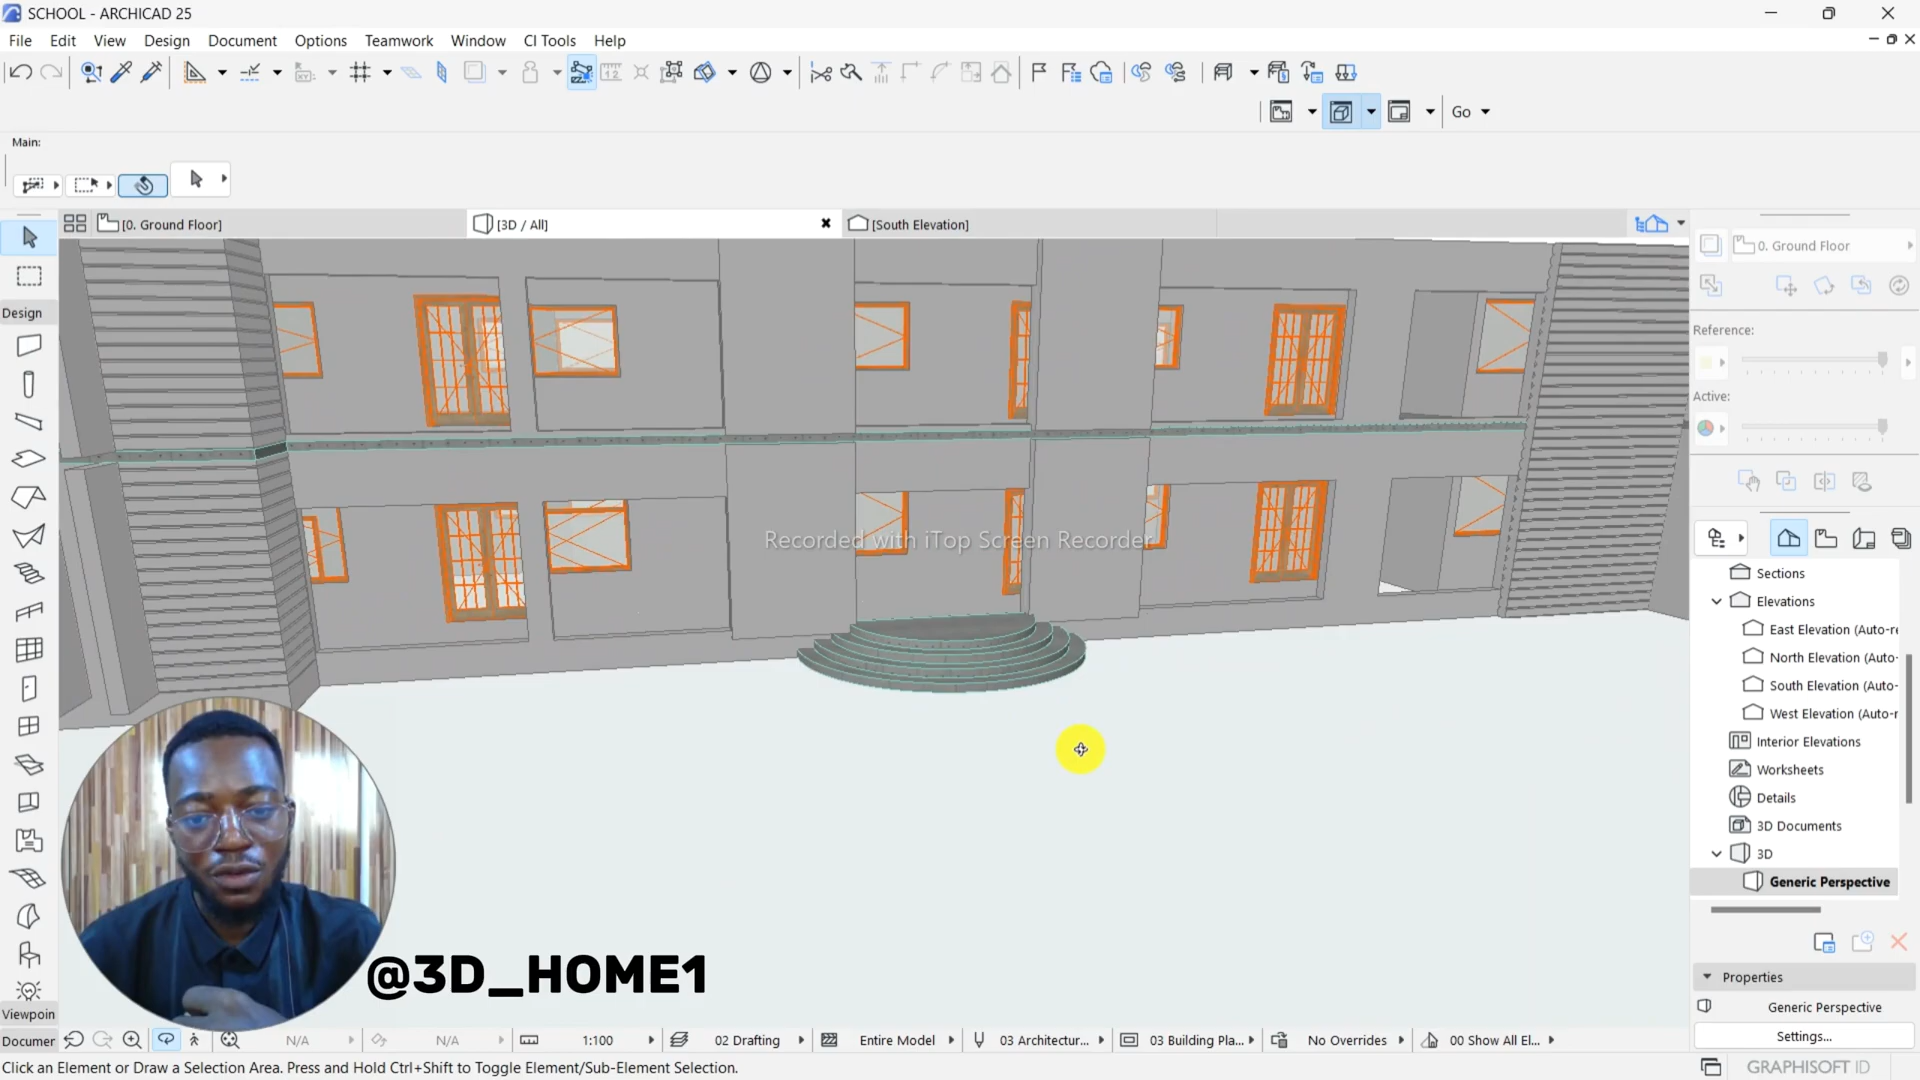 SCHOOL - ARCHICAD 25
File Edit View Design Document Options Teamwork Window CI Tools Help
Go
Main:
[0. Ground Floor] [3D / All] [South Elevation]
0. Ground Floor
Design
Reference:
Active:
Recorded with iTop Screen Recorder
Sections
Elevations
East Elevation (Auto-re
North Elevation (Auto-
South Elevation (Auto-
West Elevation (Auto-r
Interior Elevations
Worksheets
Details
3D Documents
3D
Generic Perspective
@3D_HOME1
Properties
Generic Perspective
Settings...
Viewpoin
Documer
N/A N/A 1:100 02 Drafting Entire Model 03 Architectur... 03 Building Pla... No Overrides 00 Show All El...
Click an Element or Draw a Selection Area. Press and Hold Ctrl+Shift to Toggle Element/Sub-Element Selection.
GRAPHISOFT ID